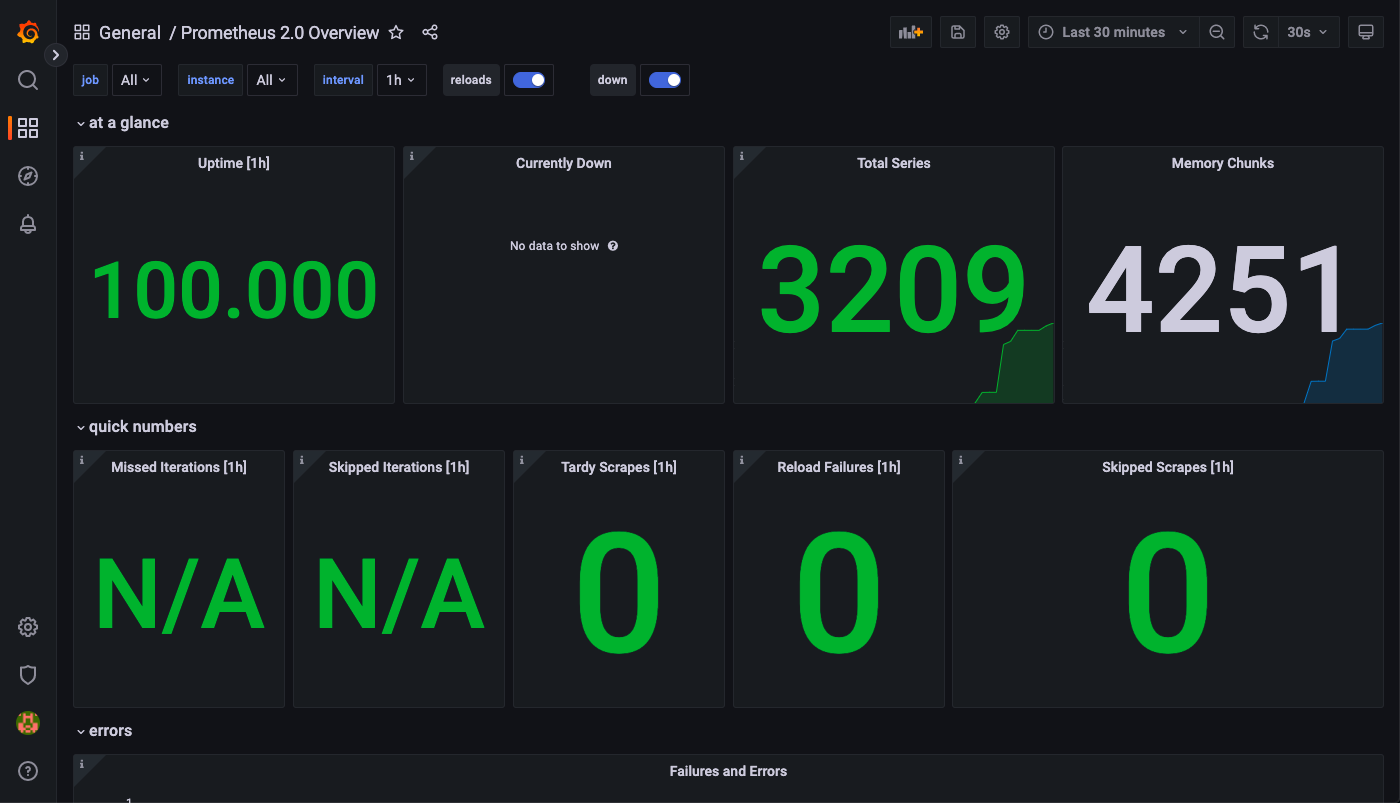 General / Prometheus 2.0 Overview
Last 30 minutes
30s
job All instance All interval 1h reloads down
at a glance
i Uptime [1h]
100.000
i Currently Down
No data to show
i Total Series
3209
Memory Chunks
4251
quick numbers
i Missed Iterations [1h]
N/A
i Skipped Iterations [1h]
N/A
i Tardy Scrapes [1h]
0
i Reload Failures [1h]
0
i Skipped Scrapes [1h]
0
errors
i Failures and Errors
1